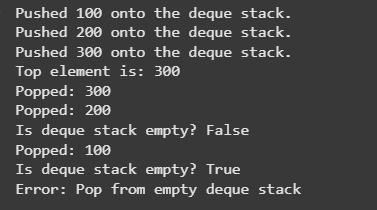 Pushed 100 onto the deque stack.
Pushed 200 onto the deque stack.
Pushed 300 onto the deque stack.
Top element is: 300
Popped: 300
Popped: 200
Is deque stack empty? False
Popped: 100
Is deque stack empty? True
Error: Pop from empty deque stack